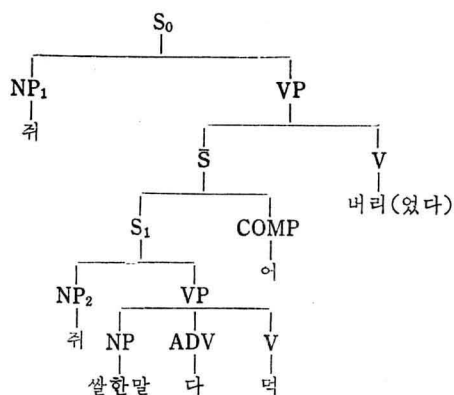 S₀
NP₁ VP
쥐
S̄ V
버리(었다)
S₁ COMP
어
NP₂ VP
쥐 NP ADV V
쌀한말 다 먹